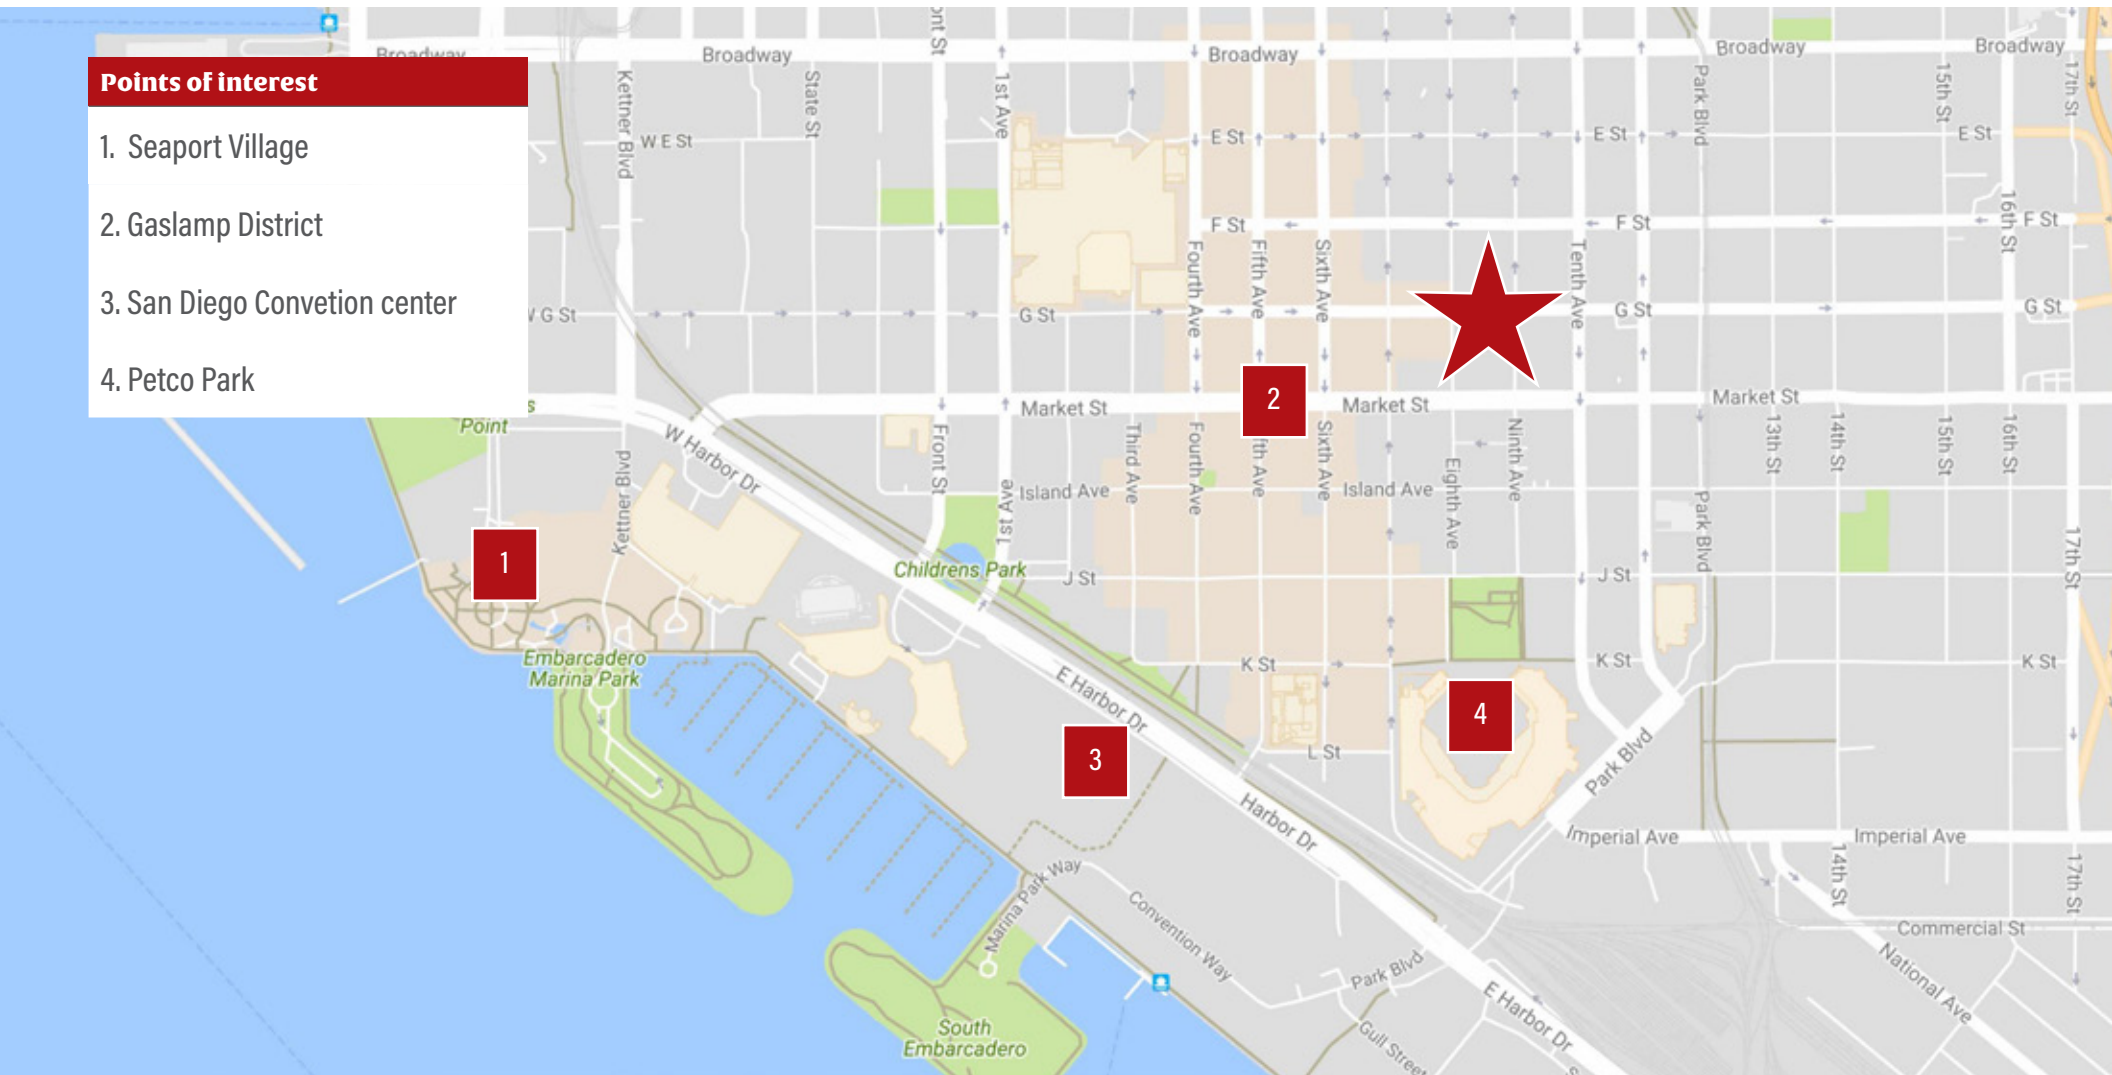 Points of interest
1. Seaport Village
2. Gaslamp District
3. San Diego Convetion center
4. Petco Park
Broadway
Broadway
Broadway
Broadway
Broadway
ont St
Kettner Blvd
State St
1st Ave
Park Blvd
15th St
17th St
W E St
E St
E St
E St
F St
F St
F St
16th St
Fourth Ave
Fifth Ave
Sixth Ave
Tenth Ave
G St
G St
G St
G St
2
Market St
Market St
Market St
Point
W Harbor Dr
Kettner Blvd
Front St
1st Ave
Third Ave
Fourth Ave
fth Ave
Sixth Ave
Eighth Ave
Ninth Ave
13th St
14th St
15th St
16th St
Island Ave
Island Ave
Park Blvd
17th St
1
Childrens Park
J St
J St
Embarcadero
Marina Park
K St
K St
K St
E Harbor Dr
4
3
L St
Park Blvd
Harbor Dr
Imperial Ave
Imperial Ave
14th St
17th St
Marina Park Way
Convention Way
Commercial St
National Ave
Park Blvd
E Harbor Dr
South
Embarcadero
Gull Street